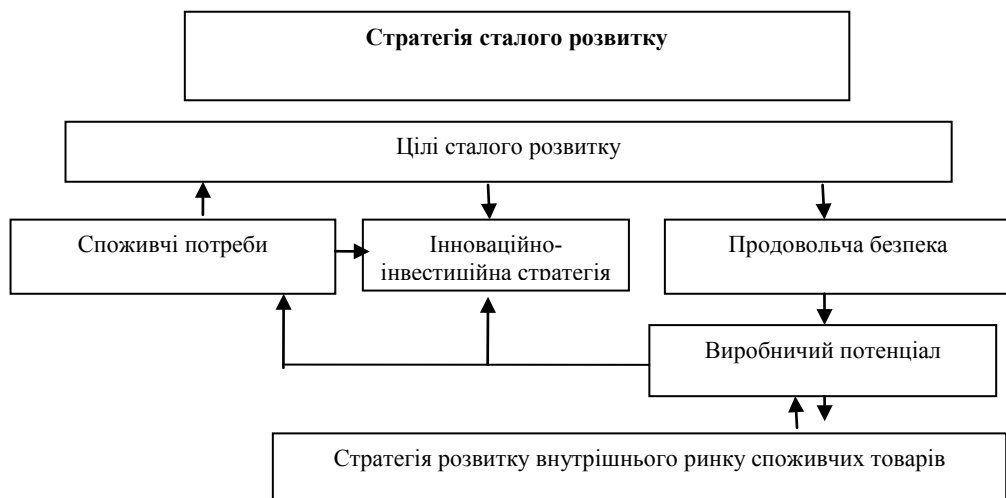 Стратегія сталого розвитку
Цілі сталого розвитку
Споживчі потреби
Інноваційно-
інвестиційна стратегія
Продовольча безпека
Виробничий потенціал
Стратегія розвитку внутрішнього ринку споживчих товарів